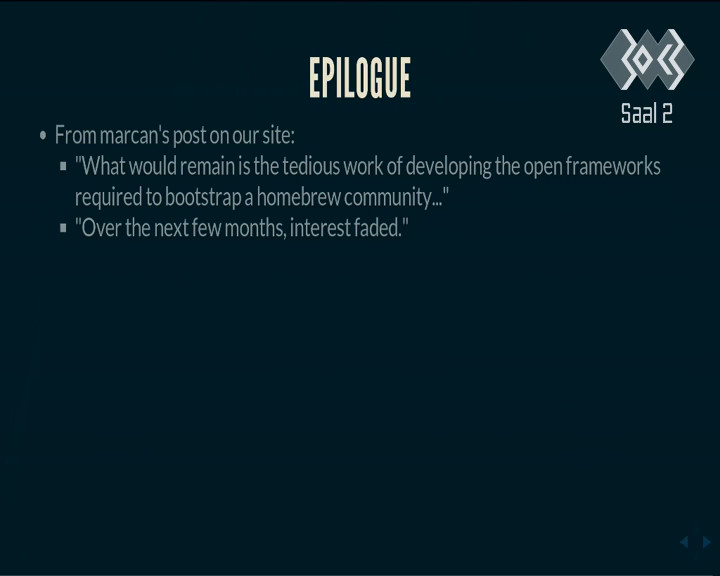 EPILOGUE
Saal 2
• From marcan's post on our site:
▪ "What would remain is the tedious work of developing the open frameworks
required to bootstrap a homebrew community..."
▪ "Over the next few months, interest faded."